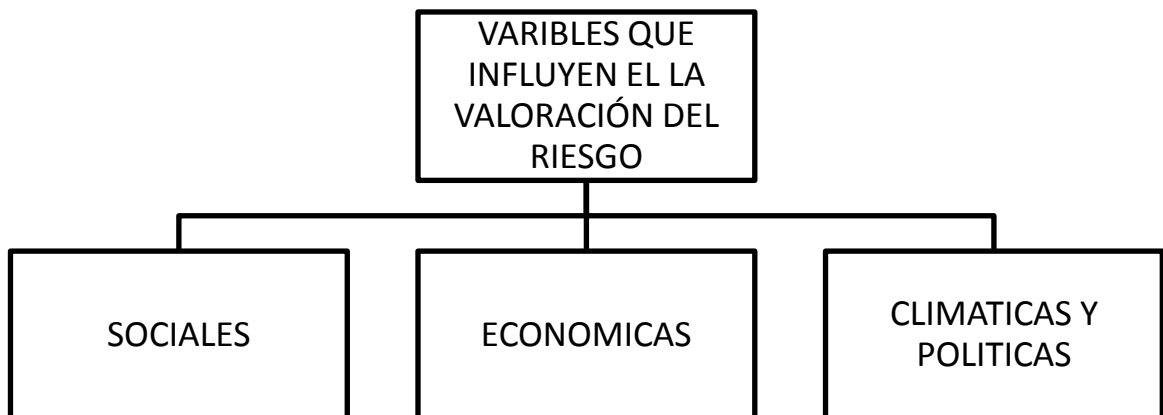 VARIBLES QUE
INFLUYEN EL LA
VALORACIÓN DEL
RIESGO
SOCIALES
ECONOMICAS
CLIMATICAS Y
POLITICAS